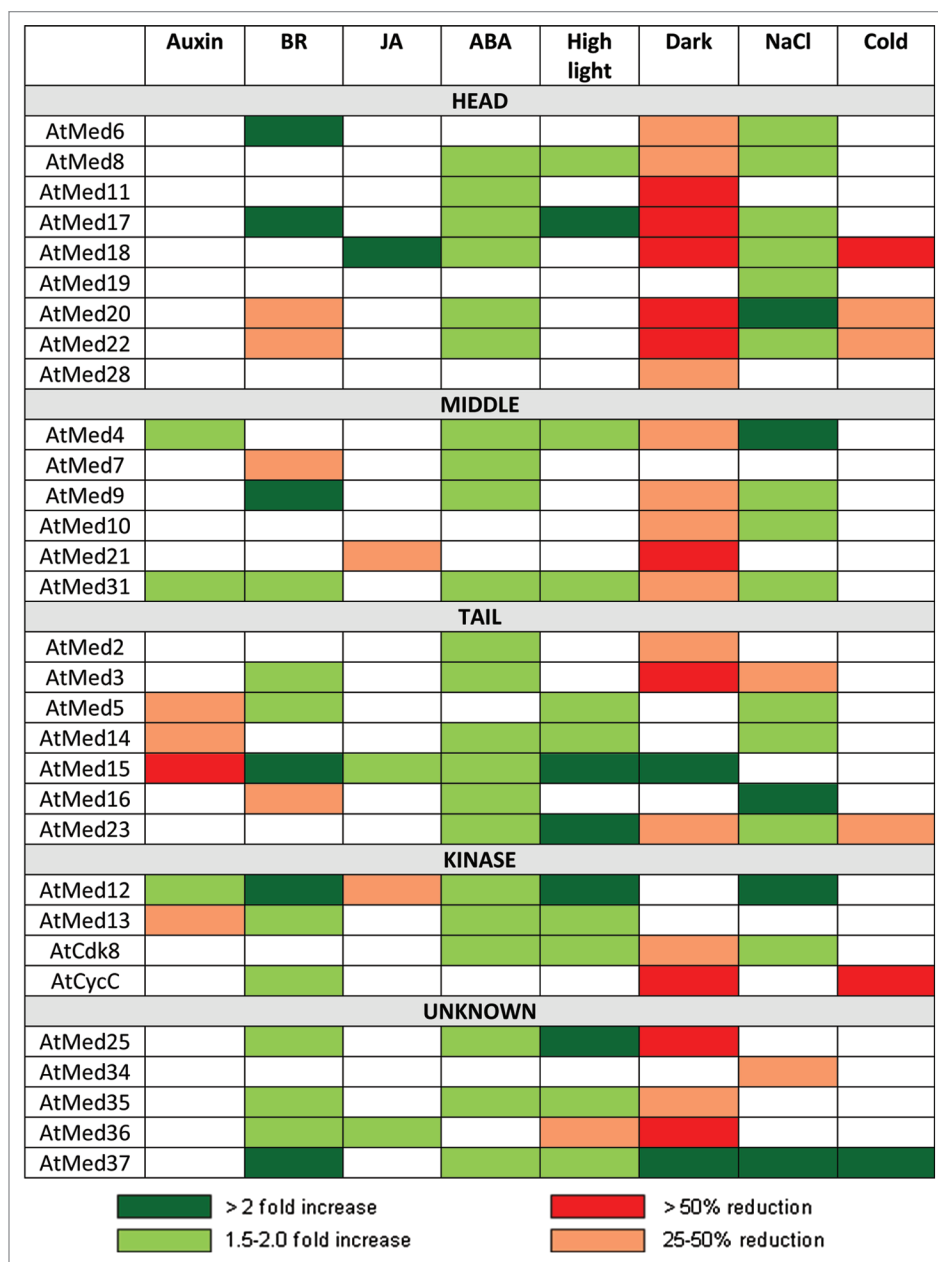 Auxin BR JA ABA High light Dark NaCl Cold
HEAD
AtMed6
AtMed8
AtMed11
AtMed17
AtMed18
AtMed19
AtMed20
AtMed22
AtMed28
MIDDLE
AtMed4
AtMed7
AtMed9
AtMed10
AtMed21
AtMed31
TAIL
AtMed2
AtMed3
AtMed5
AtMed14
AtMed15
AtMed16
AtMed23
KINASE
AtMed12
AtMed13
AtCdk8
AtCycC
UNKNOWN
AtMed25
AtMed34
AtMed35
AtMed36
AtMed37
> 2 fold increase > 50% reduction
1.5-2.0 fold increase 25-50% reduction